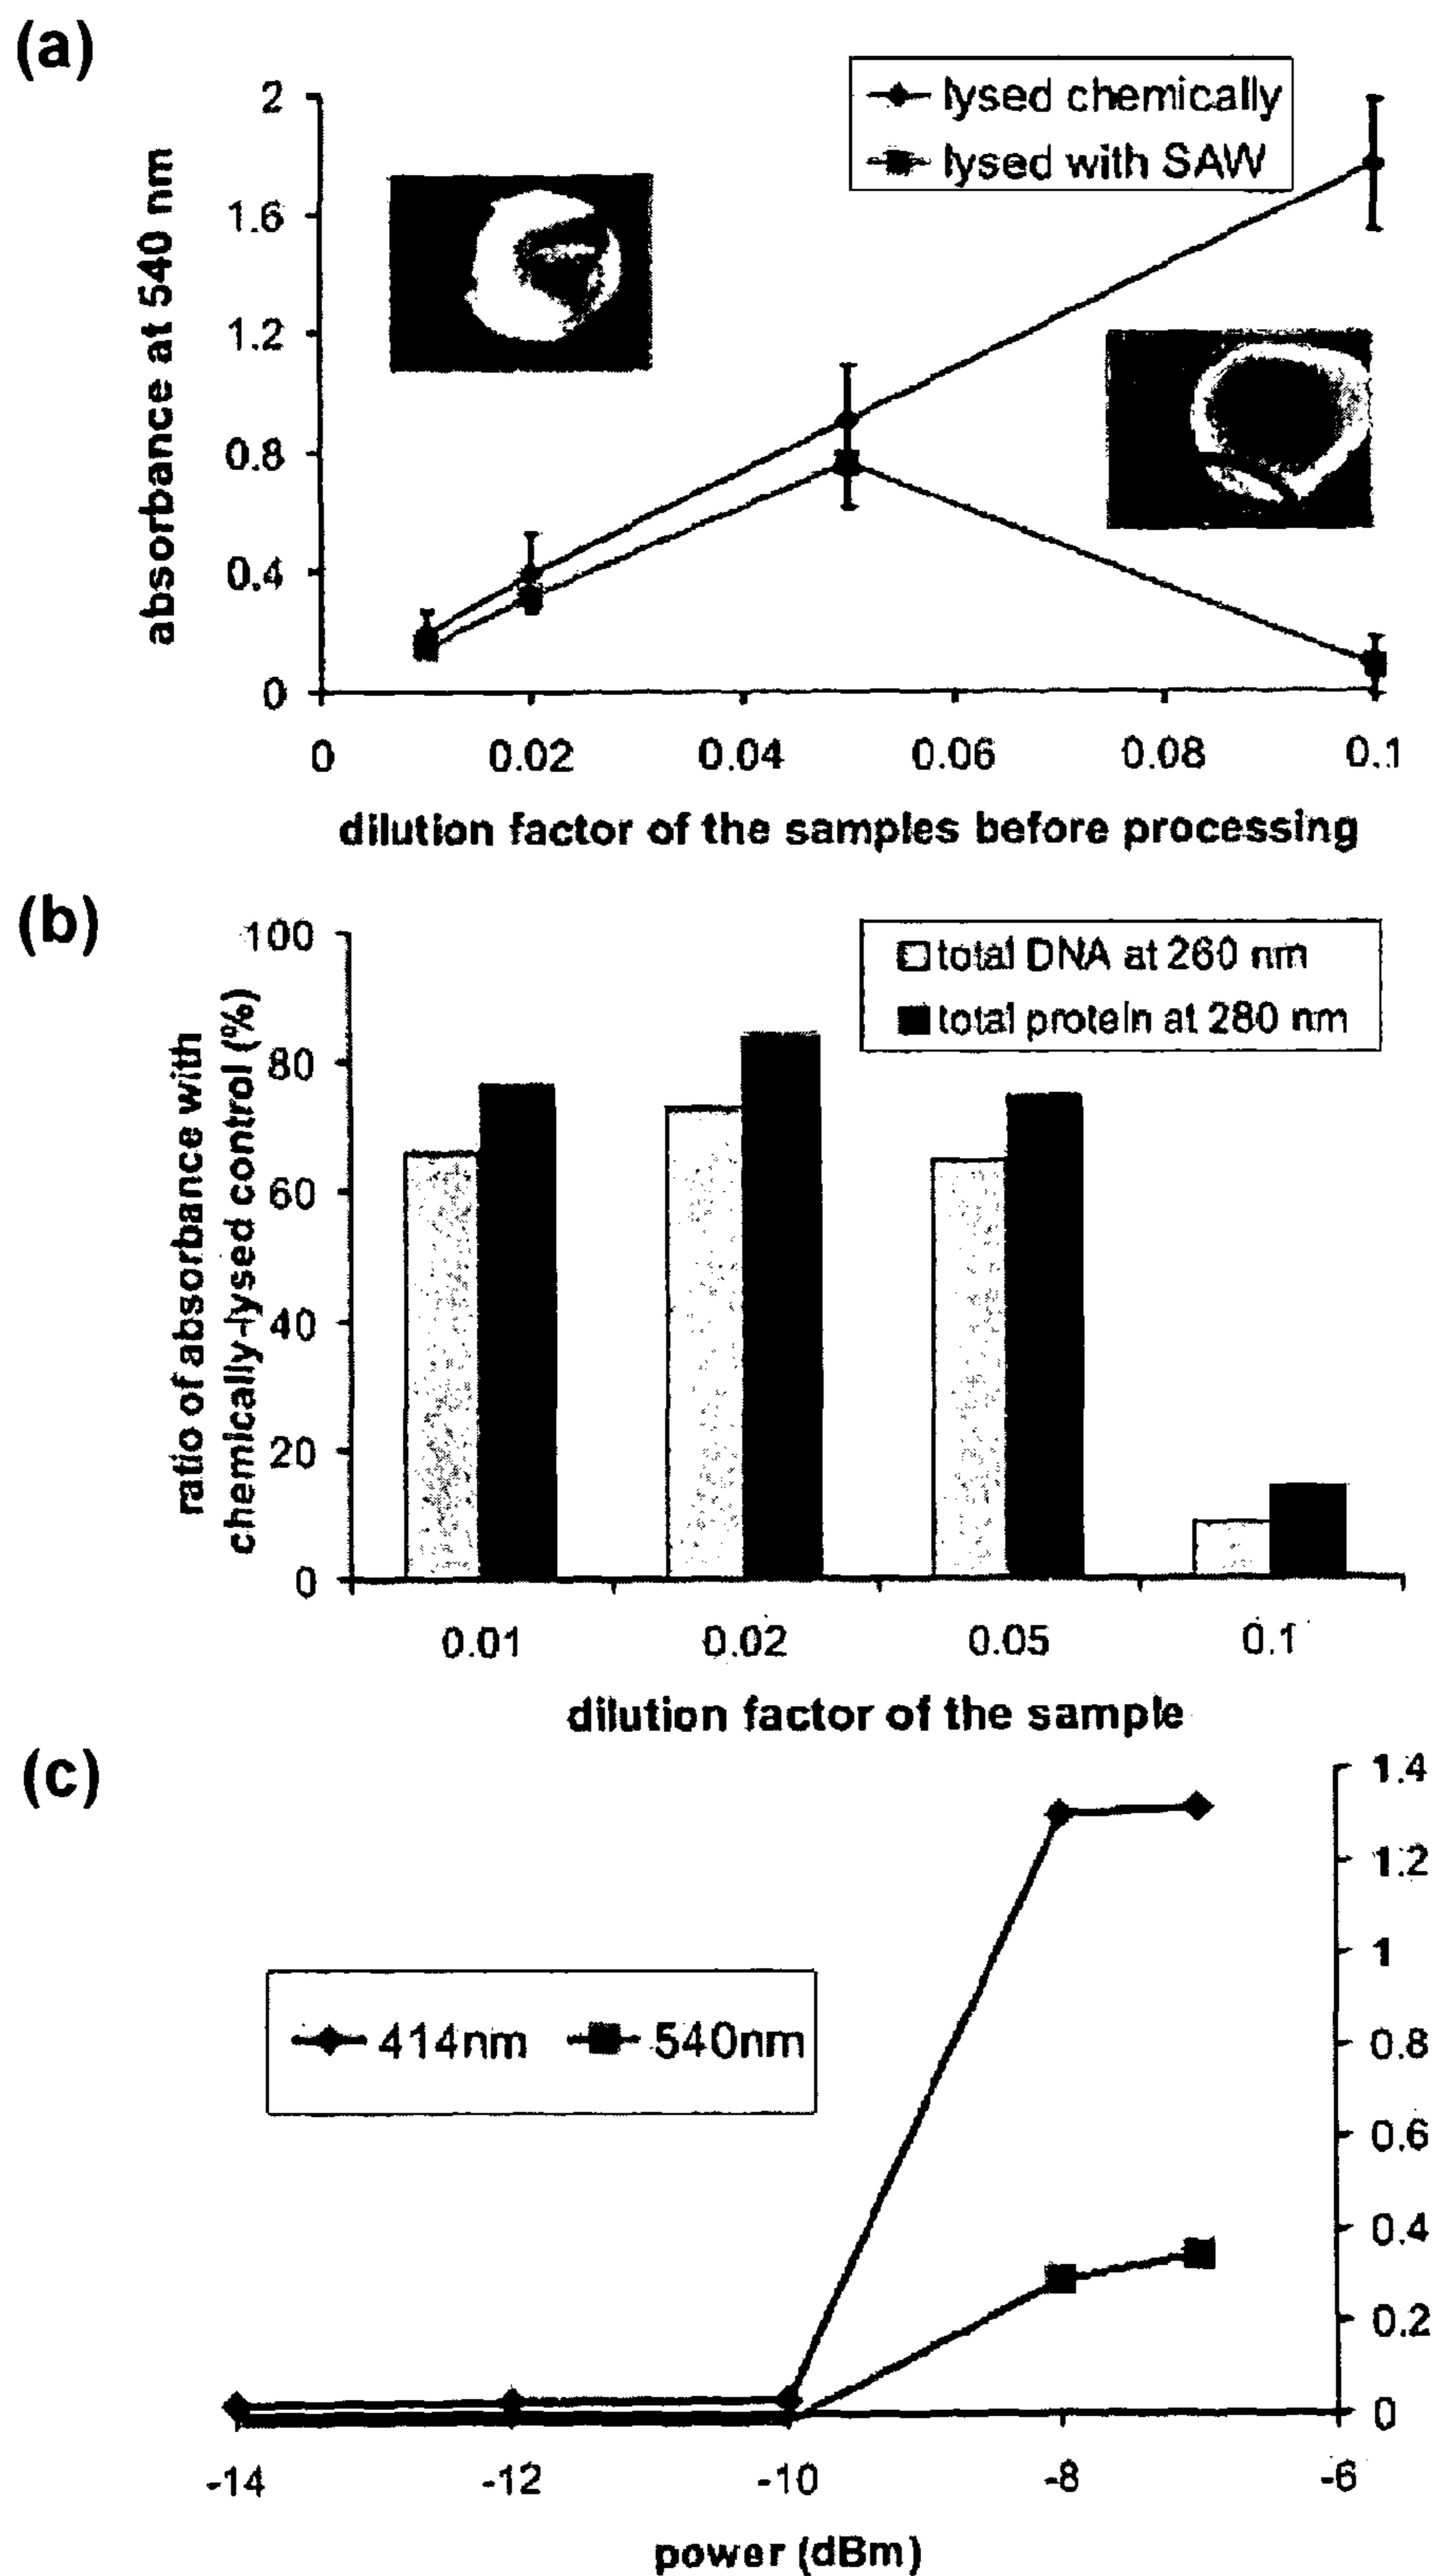 (a)
lysed chemically
lysed with SAW
2
1.6
1.2
0.8
0.4
0
absorbance at 540 nm
0
0.02
0.04
0.06
0.08
0.1
dilution factor of the samples before processing
(b)
total DNA at 260 nm
total protein at 280 nm
100
80
60
40
20
0
ratio of absorbance with
chemically-lysed control (%)
0.01
0.02
0.05
0.1
dilution factor of the sample
(c)
414nm
540nm
1.4
1.2
1
0.8
0.6
0.4
0.2
0
-14
-12
-10
-8
-6
power (dBm)